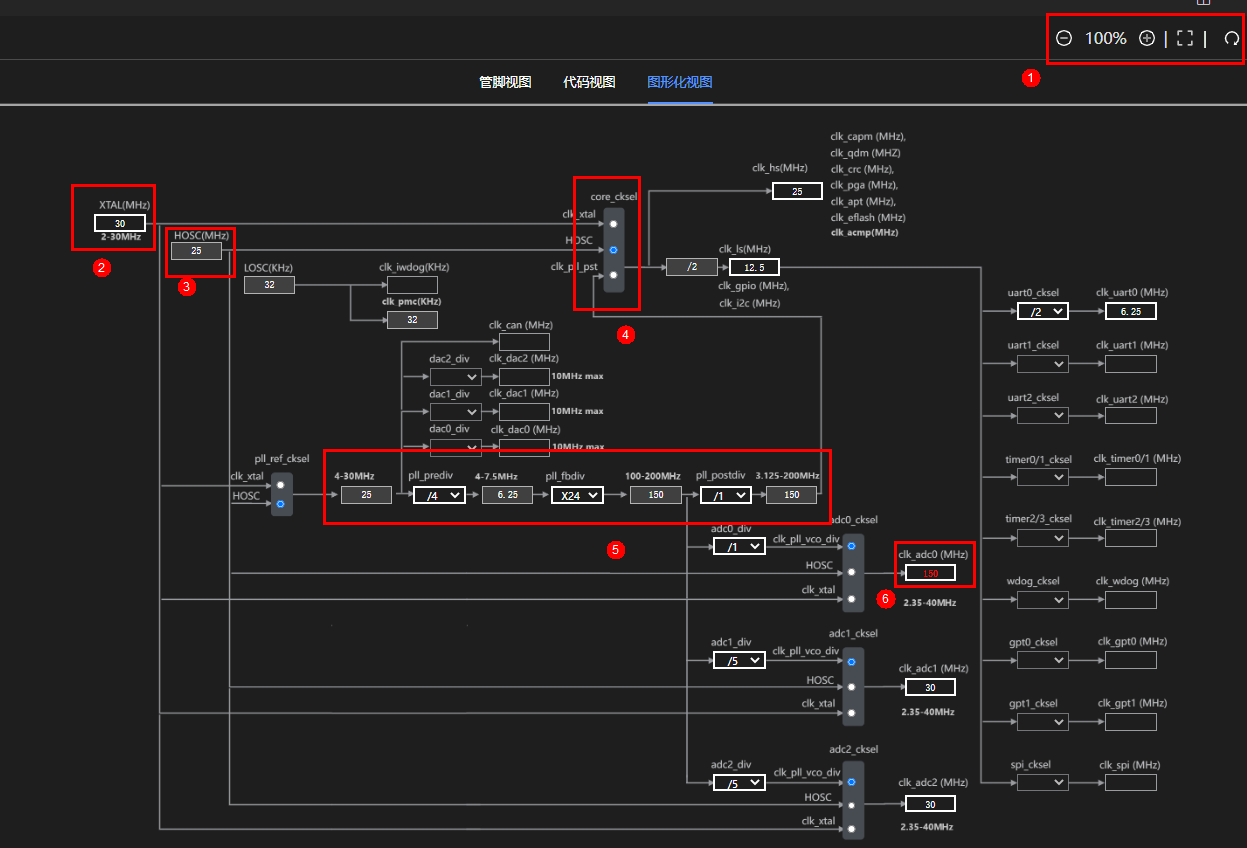 100%
|
|
1
管脚视图
代码视图
图形化视图
clk_capm (MHz),
clk_qdm (MHZ)
clk_crc (MHz),
clk_pga (MHz),
clk_apt (MHz),
clk_eflash (MHz)
clk_acmp(MHz)
clk_hs(MHz)
25
XTAL(MHz)
30
2-30MHz
2
HOSC(MHz)
25
3
core_cksel
clk_xtal
HOSC
clk_pll_pst
4
LOSC(KHz)
32
clk_iwdog(KHz)
clk_pmc(KHz)
32
/2
clk_ls(MHz)
12.5
clk_gpio (MHz),
clk_i2c (MHz)
clk_can (MHz)
dac2_div
clk_dac2 (MHz)
10MHz max
dac1_div
clk_dac1 (MHz)
10MHz max
dac0_div
clk_dac0 (MHz)
10MHz max
pll_ref_cksel
clk_xtal
HOSC
4-30MHz
25
pll_prediv
/4
4-7.5MHz
6.25
pll_fbdiv
X24
100-200MHz
150
pll_postdiv
/1
3.125-200MHz
150
5
adc0_div
/1
adc0_cksel
clk_pll_vco_div
HOSC
clk_xtal
clk_adc0 (MHz)
150
6
2.35-40MHz
adc1_div
/5
adc1_cksel
clk_pll_vco_div
HOSC
clk_xtal
clk_adc1 (MHz)
30
2.35-40MHz
adc2_div
/5
adc2_cksel
clk_pll_vco_div
HOSC
clk_xtal
clk_adc2 (MHz)
30
2.35-40MHz
uart0_cksel
/2
clk_uart0 (MHz)
6.25
uart1_cksel
clk_uart1 (MHz)
uart2_cksel
clk_uart2 (MHz)
timer0/1_cksel
clk_timer0/1 (MHz)
timer2/3_cksel
clk_timer2/3 (MHz)
wdog_cksel
clk_wdog (MHz)
gpt0_cksel
clk_gpt0 (MHz)
gpt1_cksel
clk_gpt1 (MHz)
spi_cksel
clk_spi (MHz)